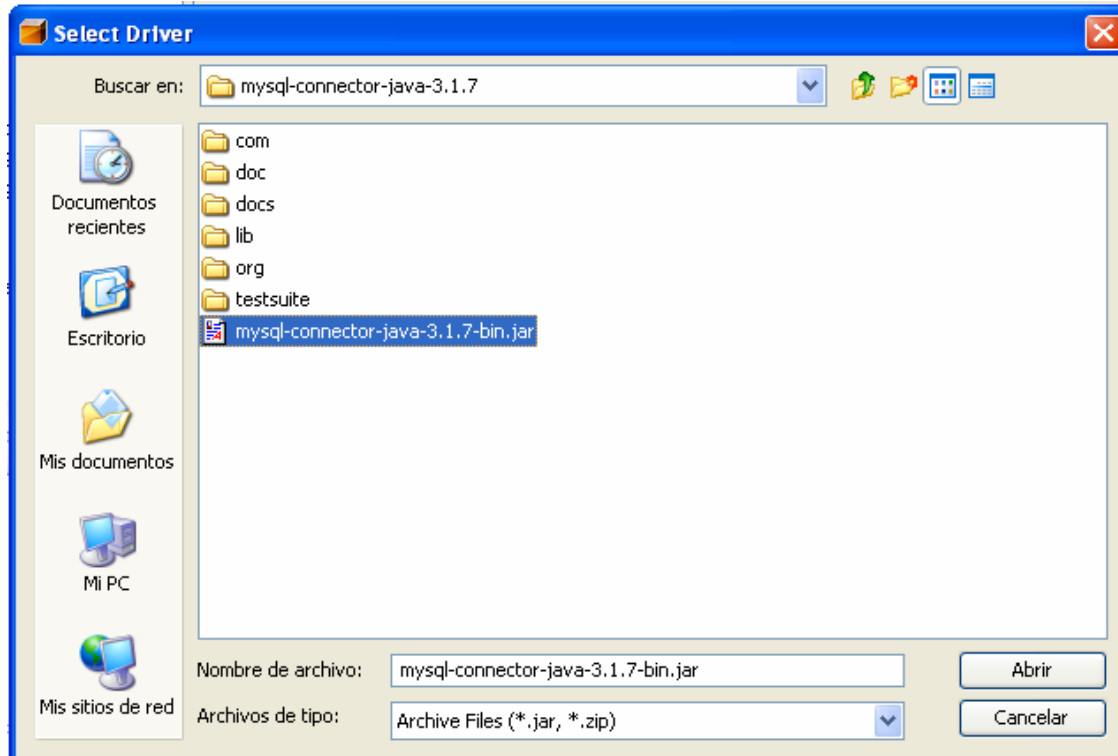 Select Driver
Buscar en: mysql-connector-java-3.1.7
com
doc
docs
lib
org
testsuite
mysql-connector-java-3.1.7-bin.jar
Documentos
recientes
Escritorio
Mis documentos
Mi PC
Mis sitios de red
Nombre de archivo: mysql-connector-java-3.1.7-bin.jar Abrir
Archivos de tipo: Archive Files (*.jar, *.zip) Cancelar